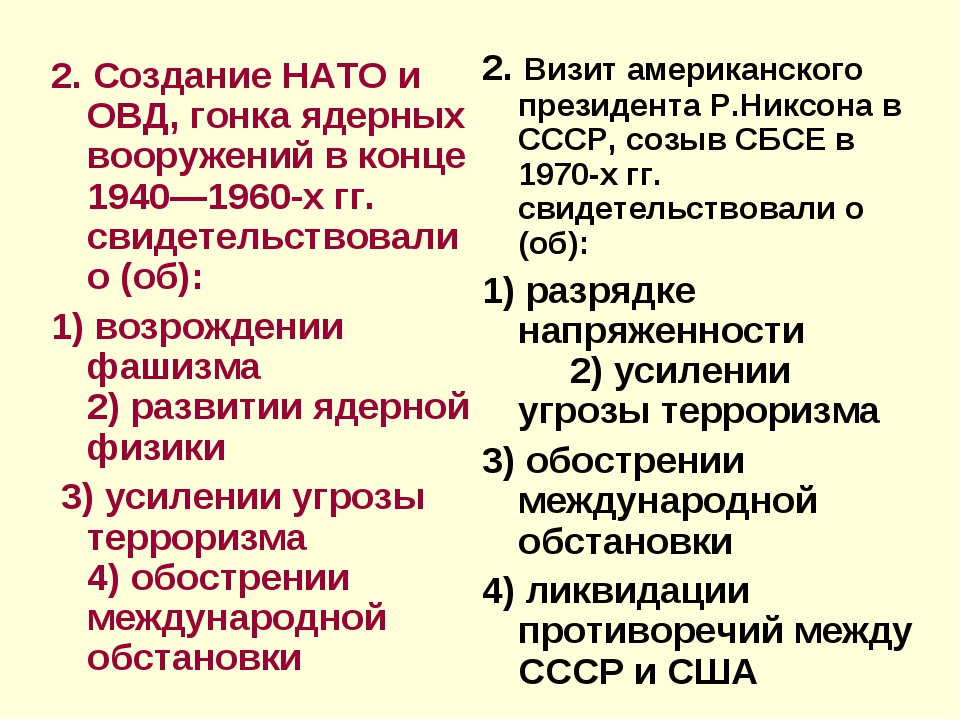 2. Создание НАТО и
ОВД, гонка ядерных
вооружений в конце
1940—1960-х гг.
свидетельствовали
о (об):
1) возрождении
фашизма
2) развитии ядерной
физики
3) усилении угрозы
терроризма
4) обострении
международной
обстановки
2. Визит американского
президента Р.Никсона в
СССР, созыв СБСЕ в
1970-х гг.
свидетельствовали о
(об):
1) разрядке
напряженности
2) усилении
угрозы терроризма
3) обострении
международной
обстановки
4) ликвидации
противоречий между
СССР и США